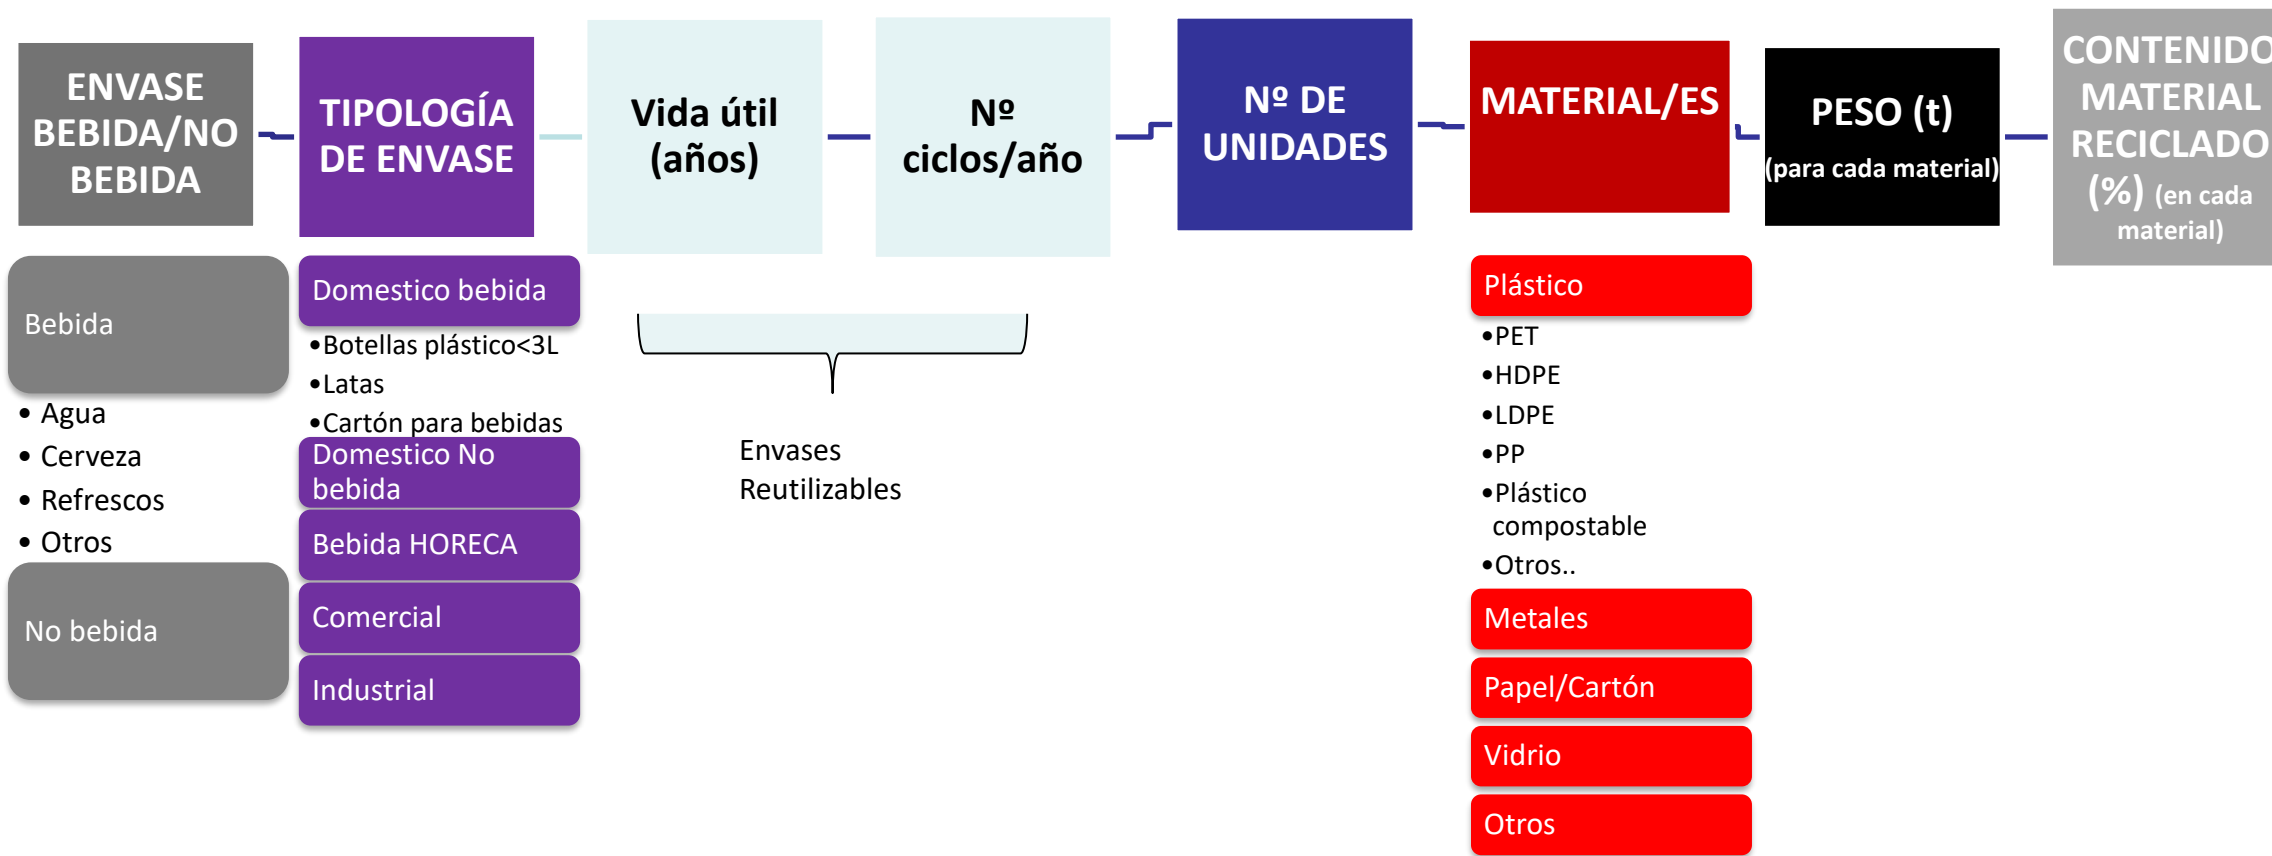 ENVASE
BEBIDA/NO
BEBIDA
TIPOLOGÍA
DE ENVASE
Vida útil
(años)
Nº
ciclos/año
Nº DE
UNIDADES
MATERIAL/ES
PESO (t)
(para cada material)
CONTENIDO
MATERIAL
RECICLADO
(%) (en cada
material)
Bebida
• Agua
• Cerveza
• Refrescos
• Otros
No bebida
Domestico bebida
•Botellas plástico<3L
•Latas
•Cartón para bebidas
Domestico No
bebida
Bebida HORECA
Comercial
Industrial
Envases
Reutilizables
Plástico
•PET
•HDPE
•LDPE
•PP
•Plástico
compostable
•Otros..
Metales
Papel/Cartón
Vidrio
Otros